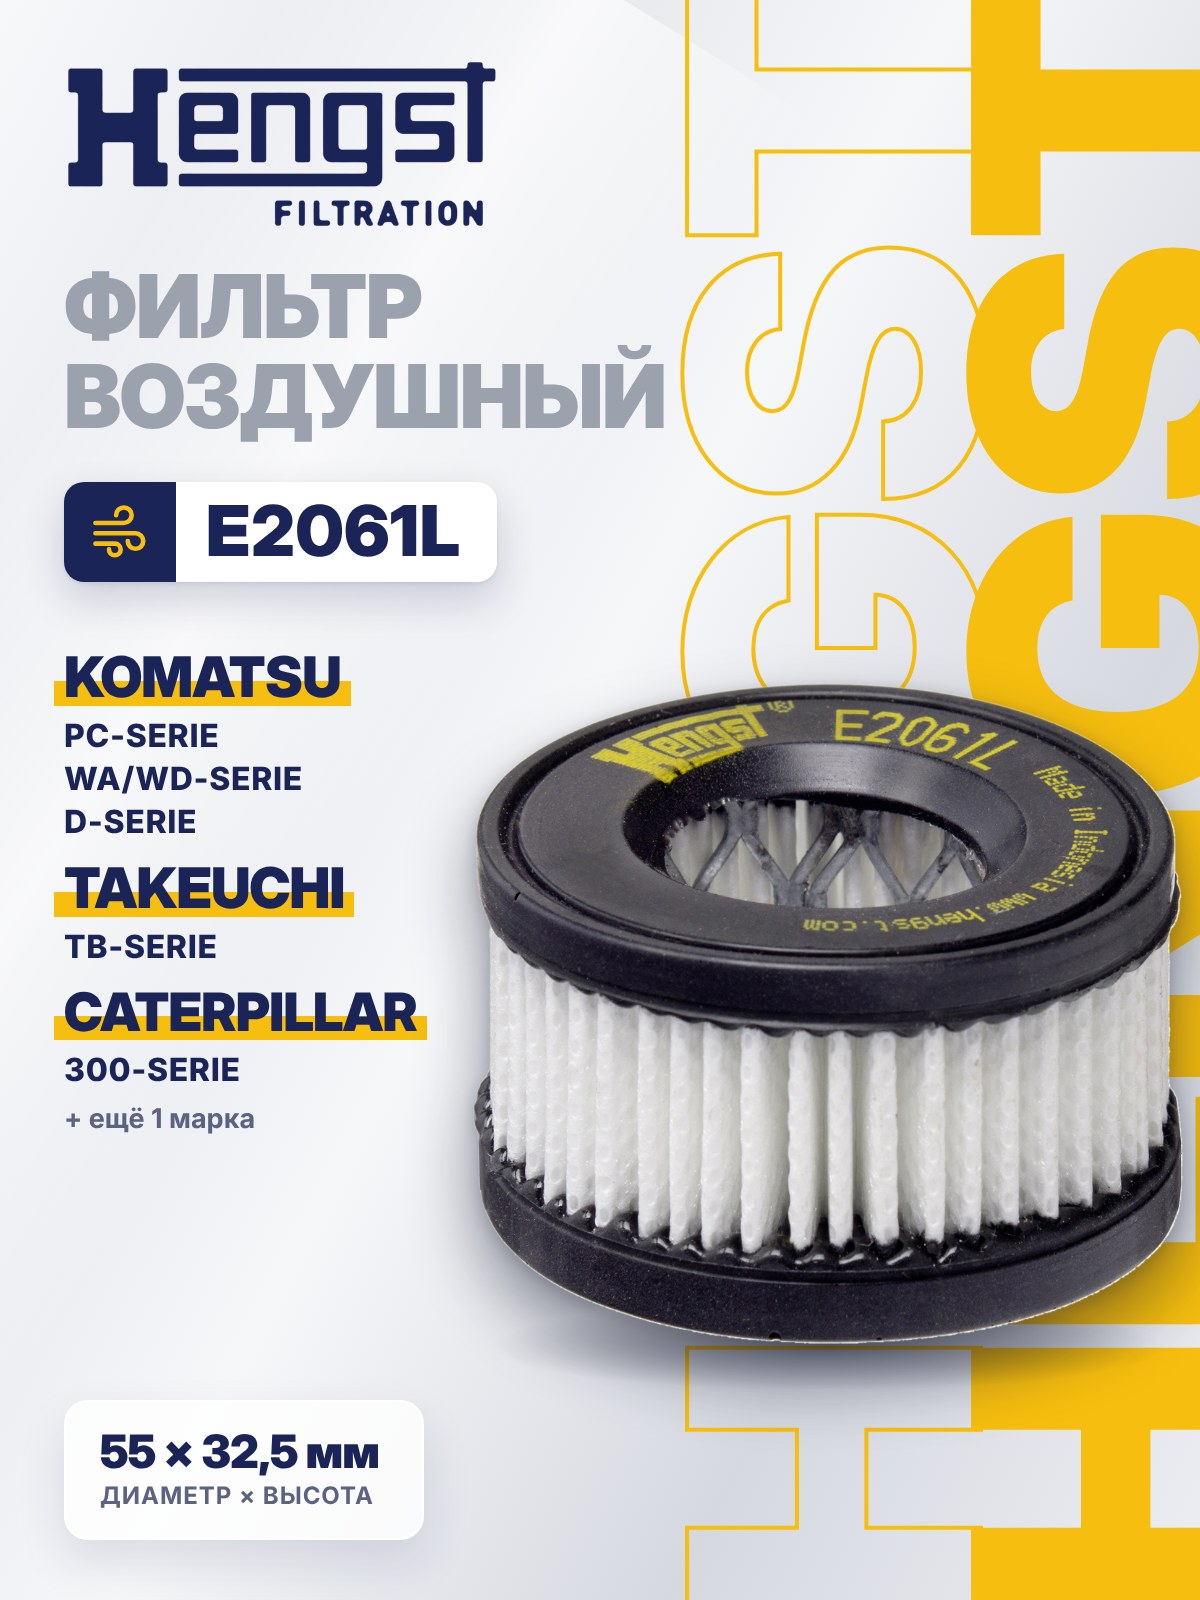 Hengst
FILTRATION
ФИЛЬТР
ВОЗДУШНЫЙ
E2061L
KOMATSU
PC-SERIE
WA/WD-SERIE
D-SERIE
TAKEUCHI
TB-SERIE
CATERPILLAR
300-SERIE
+ ещё 1 марка
Hengst® E2061L
Made in Indonesia www.hengst.com
55 × 32,5 мм
ДИАМЕТР × ВЫСОТА
HENGST
HENGST